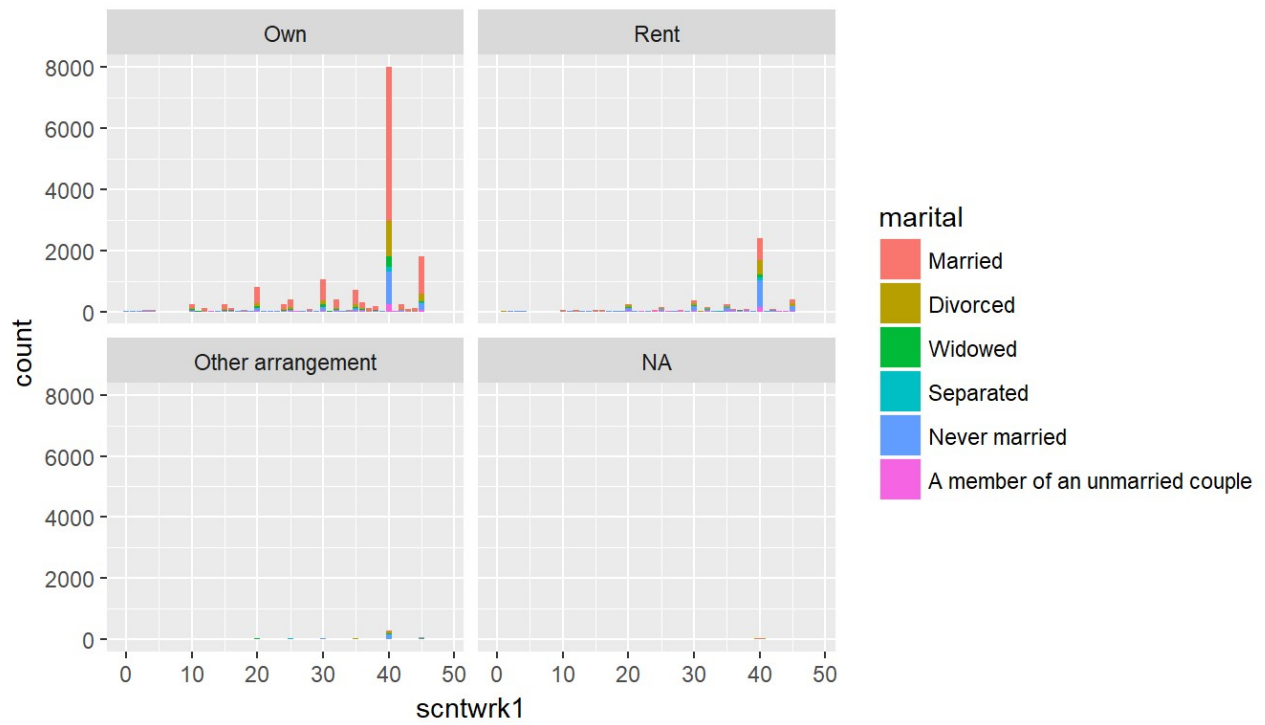 Own
Rent
8000
6000
4000
2000
0
Other arrangement
NA
8000
6000
4000
2000
0
0 10 20 30 40 50
0 10 20 30 40 50
scntwrk1
count
marital
Married
Divorced
Widowed
Separated
Never married
A member of an unmarried couple